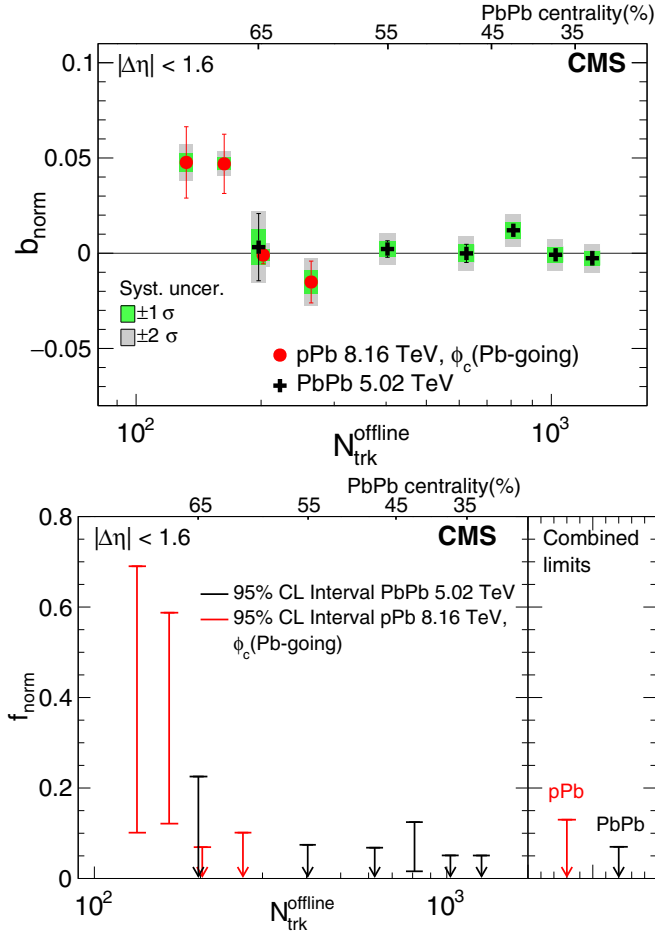 PbPb centrality(%)
65 55 45 35
|Δη| < 1.6 CMS
0.1
0.05
0
−0.05
b_norm
Syst. uncer.
±1 σ
±2 σ
pPb 8.16 TeV, ϕ_c(Pb-going)
PbPb 5.02 TeV
10^2 10^3
N_trk^offline
PbPb centrality(%)
65 55 45 35
|Δη| < 1.6 CMS
Combined
limits
0.8
0.6
0.4
0.2
0
f_norm
95% CL Interval PbPb 5.02 TeV
95% CL Interval pPb 8.16 TeV,
ϕ_c(Pb-going)
pPb
PbPb
10^2 10^3
N_trk^offline